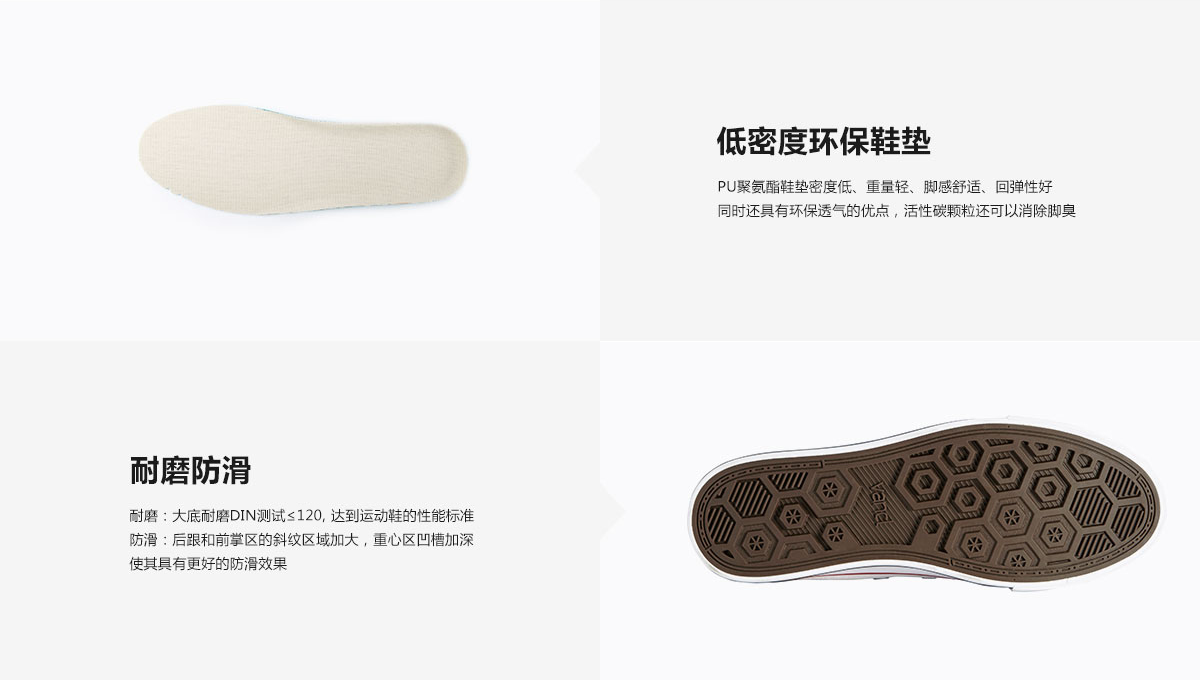 低密度环保鞋垫
PU聚氨酯鞋垫密度低、重量轻、脚感舒适、回弹性好
同时还具有环保透气的优点，活性碳颗粒还可以消除脚臭
耐磨防滑
耐磨：大底耐磨DIN测试≤120, 达到运动鞋的性能标准
防滑：后跟和前掌区的斜纹区域加大，重心区凹槽加深
使其具有更好的防滑效果